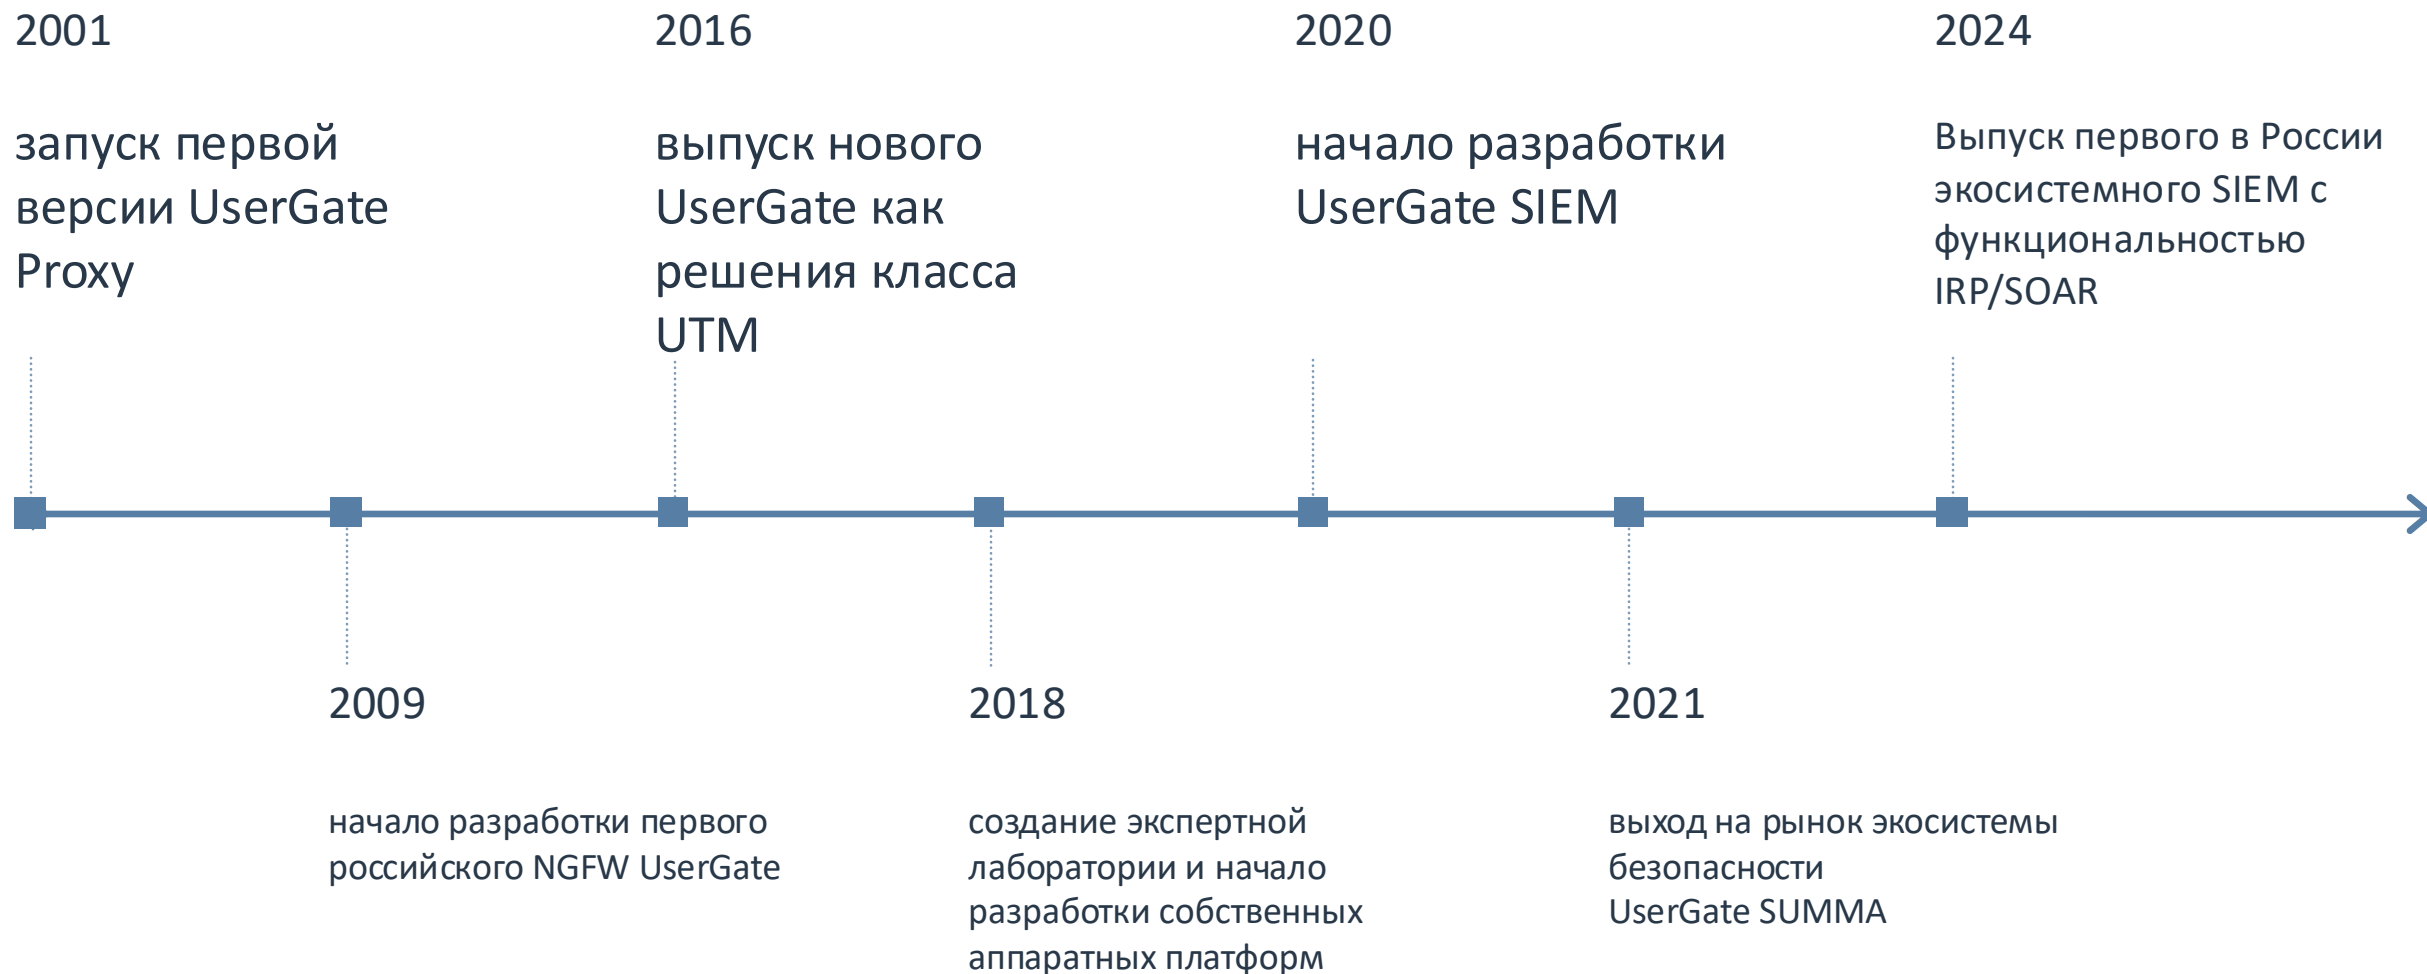 2001
запуск первой
версии UserGate
Proxy
2016
выпуск нового
UserGate как
решения класса
UTM
2020
начало разработки
UserGate SIEM
2024
Выпуск первого в России
экосистемного SIEM с
функциональностью
IRP/SOAR
2009
начало разработки первого
российского NGFW UserGate
2018
создание экспертной
лаборатории и начало
разработки собственных
аппаратных платформ
2021
выход на рынок экосистемы
безопасности
UserGate SUMMA